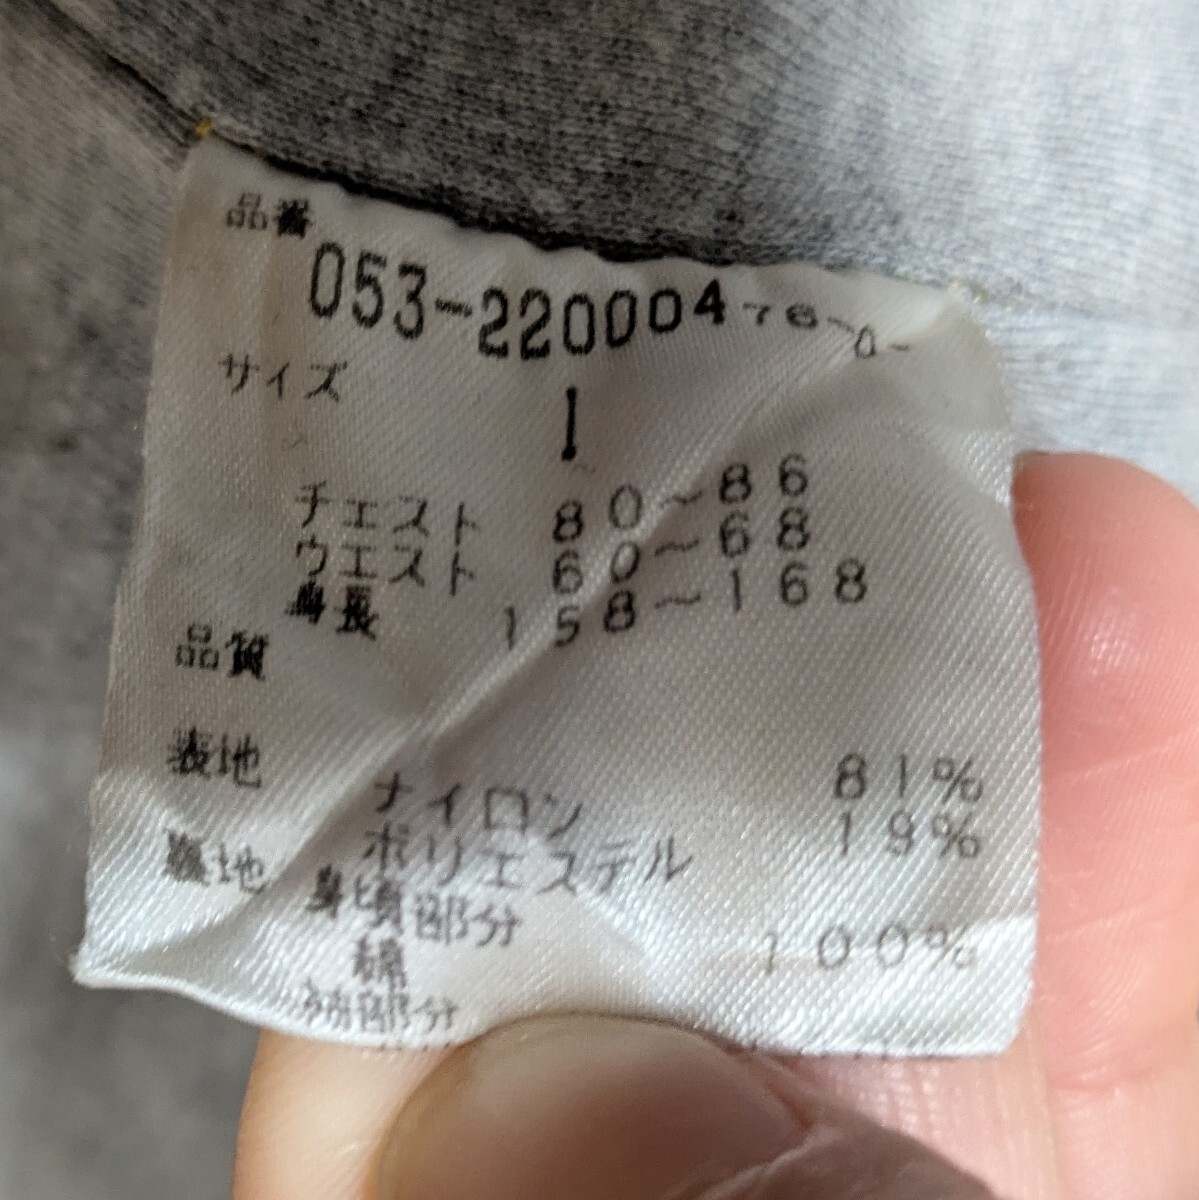 品番
053-2200047６-0-
サイズ 1
チェスト 80～86
ウエスト 60～68
身長 158～168
品質
表地
ナイロン 81%
ポリエステル 19%
裏地
身頃部分
綿 100%
袖部分